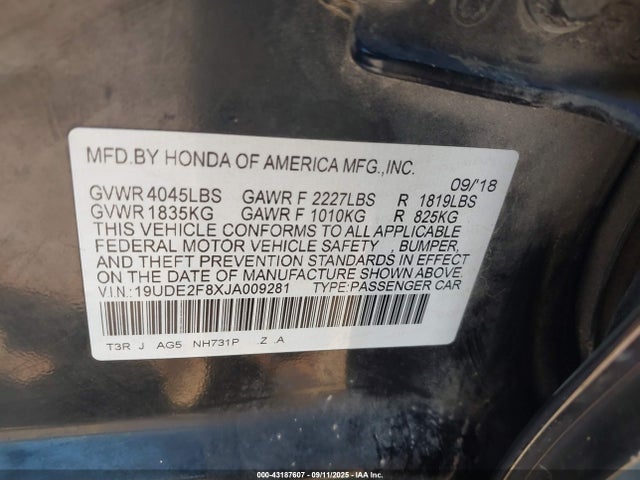 MFD.BY HONDA OF AMERICA MFG.,INC.
09/'18
GVWR 4045LBS GAWR F 2227LBS R 1819LBS
GVWR 1835KG GAWR F 1010KG R 825KG
THIS VEHICLE CONFORMS TO ALL APPLICABLE
FEDERAL MOTOR VEHICLE SAFETY , BUMPER,
AND THEFT PREVENTION STANDARDS IN EFFECT
ON THE DATE OF MANUFACTURE SHOWN ABOVE.
V.I.N.:19UDE2F8XJA009281 TYPE:PASSENGER CAR
T3R J AG5 NH731P .Z .A
00-43187607 - 09/11/2025 - IAA Inc.